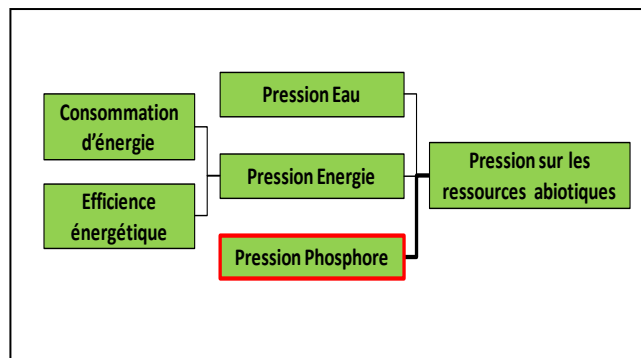 Consommation
d'énergie
Efficience
énergétique
Pression Eau
Pression Energie
Pression Phosphore
Pression sur les
ressources abiotiques